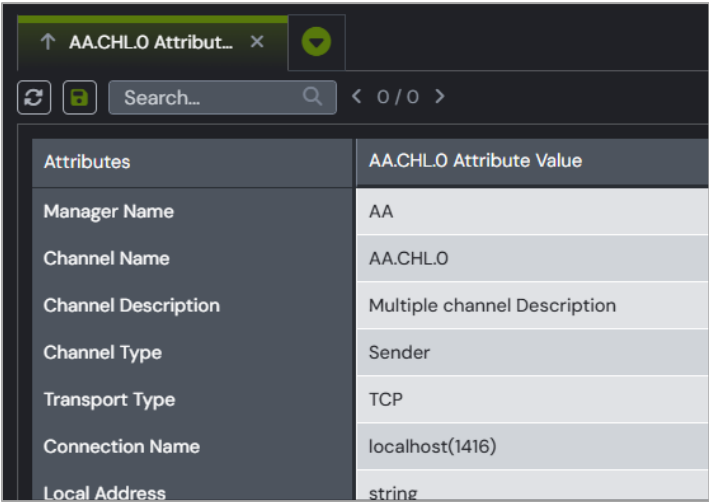 AA.CHL.0 Attribut...
Search...
0/0
Attributes AA.CHL.0 Attribute Value
Manager Name AA
Channel Name AA.CHL.0
Channel Description Multiple channel Description
Channel Type Sender
Transport Type TCP
Connection Name localhost(1416)
Local Address string